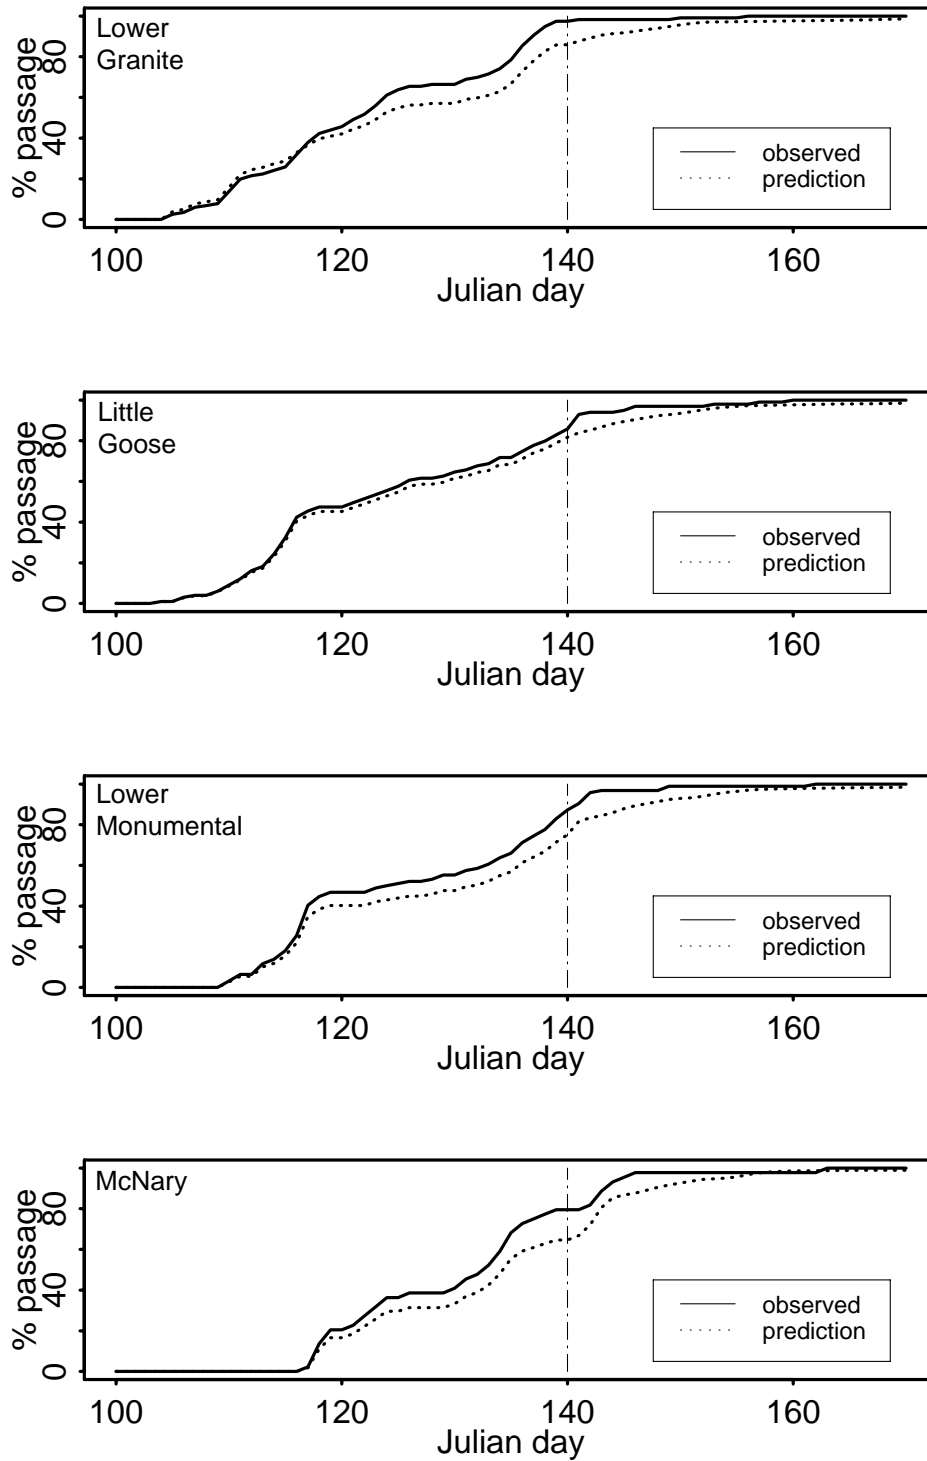 Lower
Granite
% passage
0 40 80
observed
prediction
100 120 140 160
Julian day
Little
Goose
% passage
0 40 80
observed
prediction
100 120 140 160
Julian day
Lower
Monumental
% passage
0 40 80
observed
prediction
100 120 140 160
Julian day
McNary
% passage
0 40 80
observed
prediction
100 120 140 160
Julian day